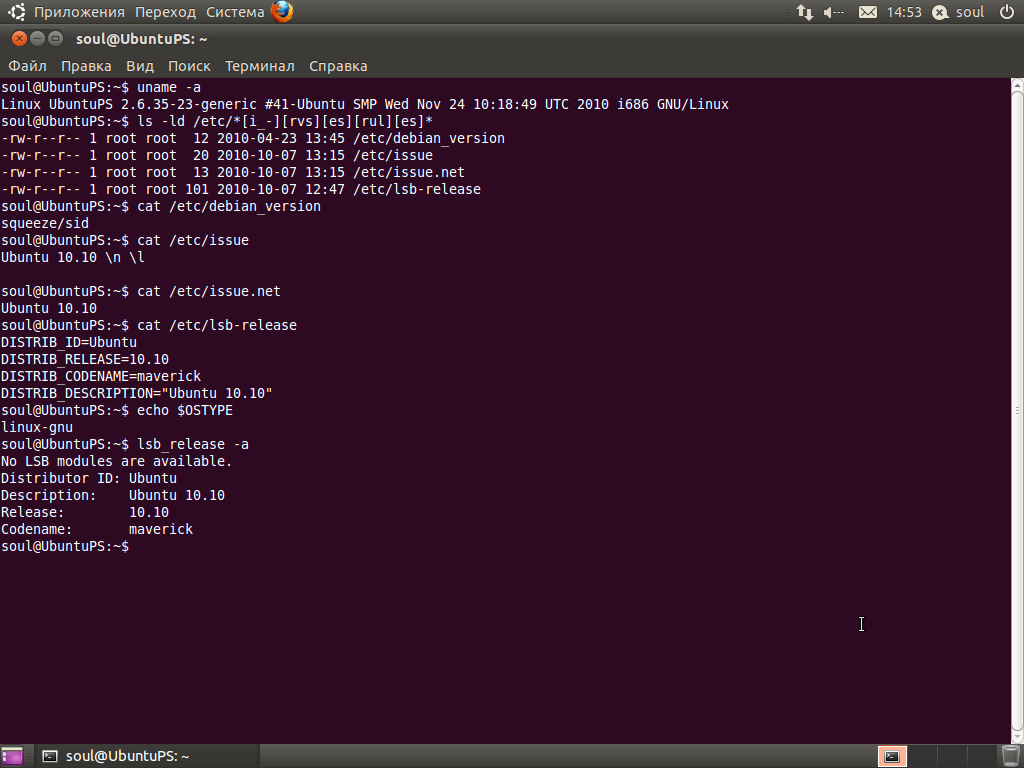 Приложения Переход Система 14:53 soul
soul@UbuntuPS: ~
Файл Правка Вид Поиск Терминал Справка
soul@UbuntuPS:~$ uname -a
Linux UbuntuPS 2.6.35-23-generic #41-Ubuntu SMP Wed Nov 24 10:18:49 UTC 2010 i686 GNU/Linux
soul@UbuntuPS:~$ ls -ld /etc/*[i_-][rvs][es][rul][es]*
-rw-r--r-- 1 root root  12 2010-04-23 13:45 /etc/debian_version
-rw-r--r-- 1 root root  20 2010-10-07 13:15 /etc/issue
-rw-r--r-- 1 root root  13 2010-10-07 13:15 /etc/issue.net
-rw-r--r-- 1 root root 101 2010-10-07 12:47 /etc/lsb-release
soul@UbuntuPS:~$ cat /etc/debian_version
squeeze/sid
soul@UbuntuPS:~$ cat /etc/issue
Ubuntu 10.10 \n \l
soul@UbuntuPS:~$ cat /etc/issue.net
Ubuntu 10.10
soul@UbuntuPS:~$ cat /etc/lsb-release
DISTRIB_ID=Ubuntu
DISTRIB_RELEASE=10.10
DISTRIB_CODENAME=maverick
DISTRIB_DESCRIPTION="Ubuntu 10.10"
soul@UbuntuPS:~$ echo $OSTYPE
linux-gnu
soul@UbuntuPS:~$ lsb_release -a
No LSB modules are available.
Distributor ID: Ubuntu
Description:    Ubuntu 10.10
Release:        10.10
Codename:       maverick
soul@UbuntuPS:~$
soul@UbuntuPS: ~